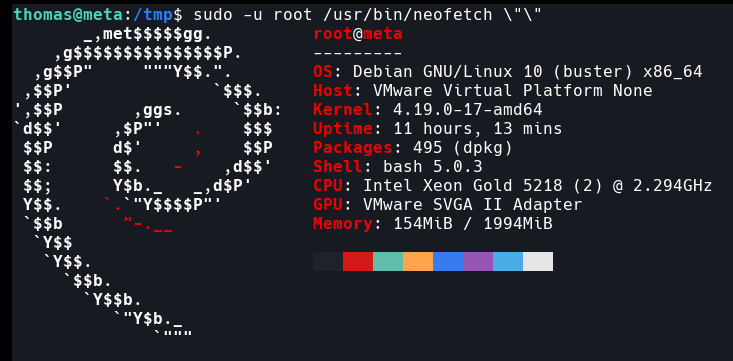 thomas@meta:/tmp$ sudo -u root /usr/bin/neofetch \"\"
       _,met$$$$$gg.          root@meta
    ,g$$$$$$$$$$$$$$$P.       ---------
  ,g$$P"     """Y$$.".        OS: Debian GNU/Linux 10 (buster) x86_64
 ,$$P'              `$$$.     Host: VMware Virtual Platform None
',$$P       ,ggs.     `$$b:   Kernel: 4.19.0-17-amd64
`d$$'     ,$P"'   .    $$$    Uptime: 11 hours, 13 mins
 $$P      d$'     ,    $$P    Packages: 495 (dpkg)
 $$:      $$.   -    ,d$$'    Shell: bash 5.0.3
 $$;      Y$b._   _,d$P'      CPU: Intel Xeon Gold 5218 (2) @ 2.294GHz
 Y$$.    `.`"Y$$$$P"'         GPU: VMware SVGA II Adapter
 `$$b      "-.__              Memory: 154MiB / 1994MiB
  `Y$$
   `Y$$.
     `$$b.
       `Y$$b.
          `"Y$b._
              `"""